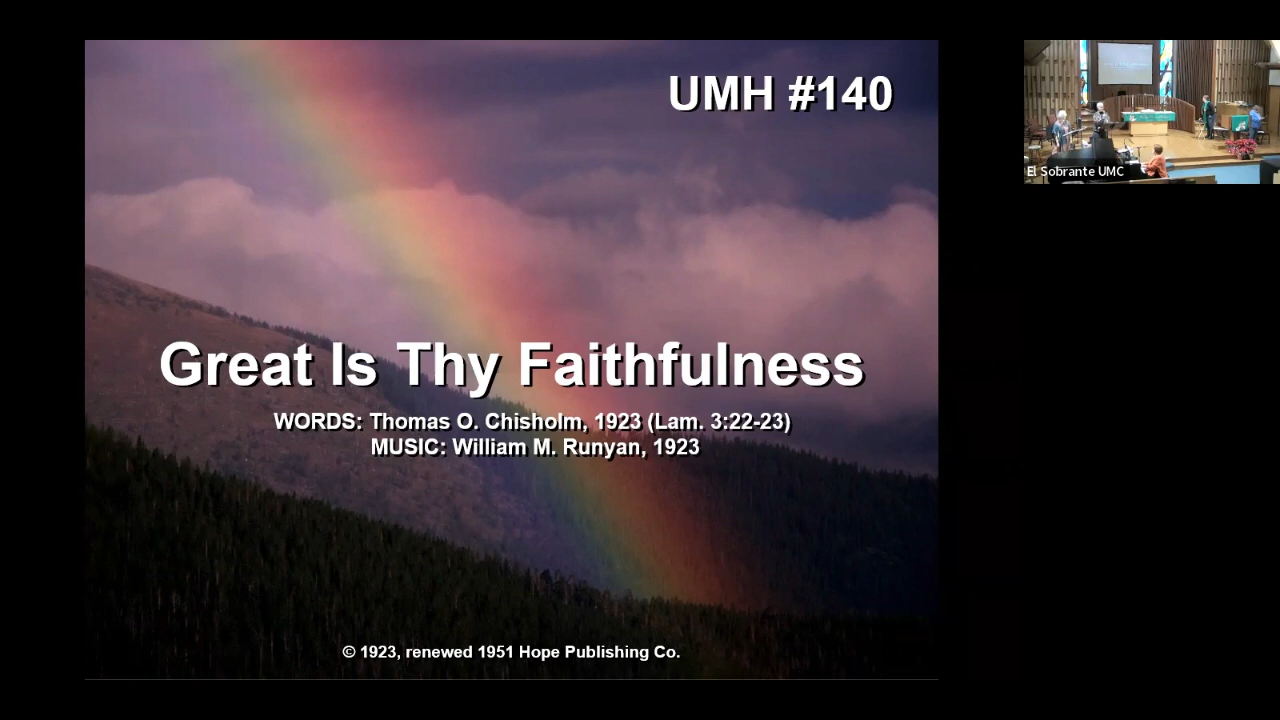 UMH #140
Great Is Thy Faithfulness
WORDS: Thomas O. Chisholm, 1923 (Lam. 3:22-23)
MUSIC: William M. Runyan, 1923
© 1923, renewed 1951 Hope Publishing Co.
El Sobrante UMC